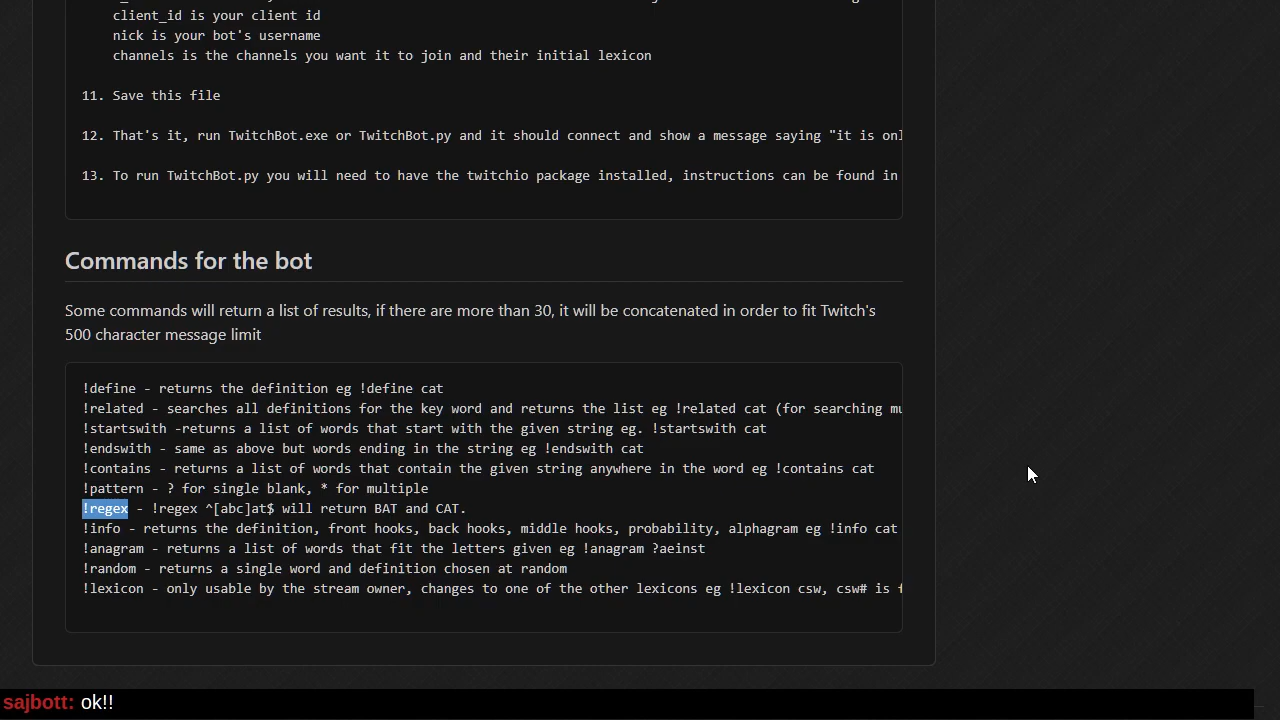 client_id is your client id
nick is your bot's username
channels is the channels you want it to join and their initial lexicon
11. Save this file
12. That's it, run TwitchBot.exe or TwitchBot.py and it should connect and show a message saying "it is onl
13. To run TwitchBot.py you will need to have the twitchio package installed, instructions can be found in
Commands for the bot
Some commands will return a list of results, if there are more than 30, it will be concatenated in order to fit Twitch's
500 character message limit
!define - returns the definition eg !define cat
!related - searches all definitions for the key word and returns the list eg !related cat (for searching mu
!startswith -returns a list of words that start with the given string eg. !startswith cat
!endswith - same as above but words ending in the string eg !endswith cat
!contains - returns a list of words that contain the given string anywhere in the word eg !contains cat
!pattern - ? for single blank, * for multiple
!regex - !regex ^[abc]at$ will return BAT and CAT.
!info - returns the definition, front hooks, back hooks, middle hooks, probability, alphagram eg !info cat
!anagram - returns a list of words that fit the letters given eg !anagram ?aeinst
!random - returns a single word and definition chosen at random
!lexicon - only usable by the stream owner, changes to one of the other lexicons eg !lexicon csw, csw# is
sajbott: ok!!